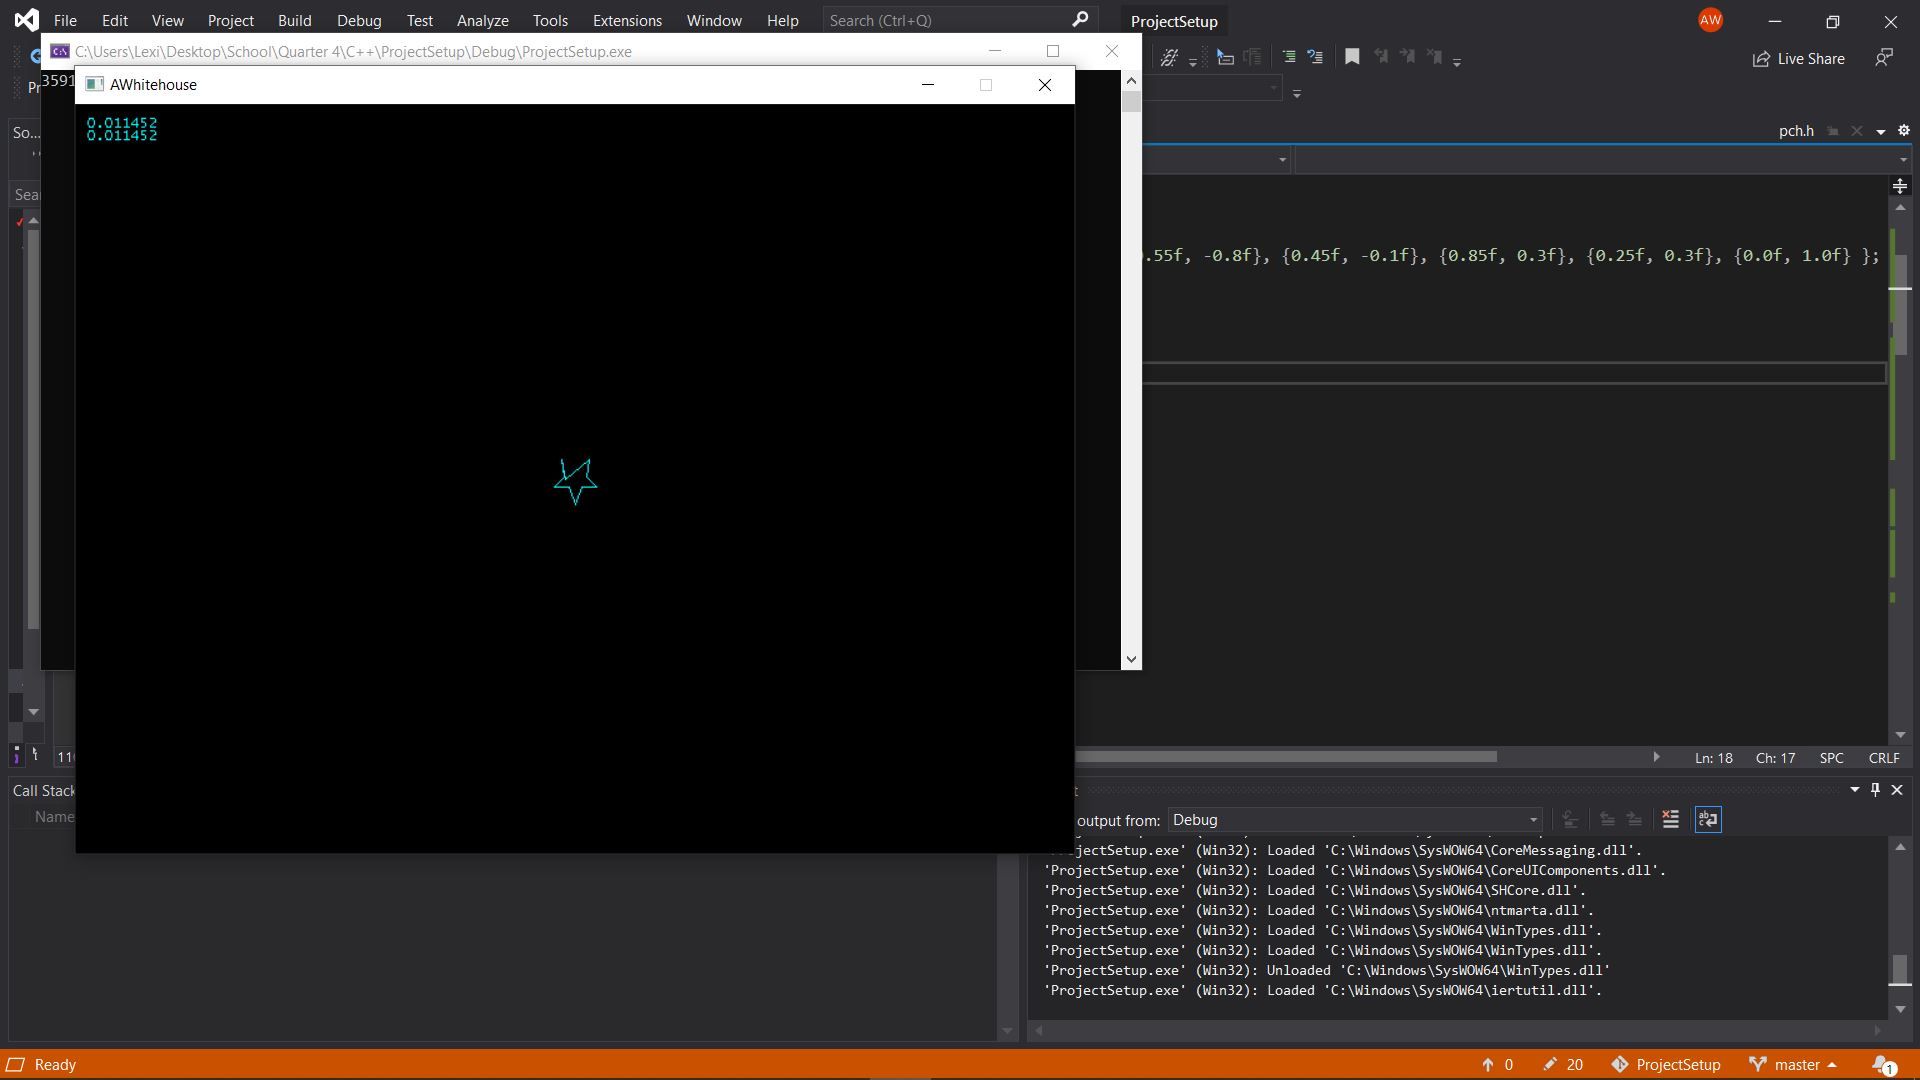 File Edit View Project Build Debug Test Analyze Tools Extensions Window Help Search (Ctrl+Q) ProjectSetup AW
C:\Users\Lexi\Desktop\School\Quarter 4\C++\ProjectSetup\Debug\ProjectSetup.exe
Live Share
3591
Pr
AWhitehouse
0.011452
0.011452
So...
pch.h
Sear
.55f, -0.8f}, {0.45f, -0.1f}, {0.85f, 0.3f}, {0.25f, 0.3f}, {0.0f, 1.0f} };
Ln: 18 Ch: 17 SPC CRLF
Call Stack
Name
output from: Debug
'ProjectSetup.exe' (Win32): Loaded 'C:\Windows\SysWOW64\CoreMessaging.dll'.
'ProjectSetup.exe' (Win32): Loaded 'C:\Windows\SysWOW64\CoreUIComponents.dll'.
'ProjectSetup.exe' (Win32): Loaded 'C:\Windows\SysWOW64\SHCore.dll'.
'ProjectSetup.exe' (Win32): Loaded 'C:\Windows\SysWOW64\ntmarta.dll'.
'ProjectSetup.exe' (Win32): Loaded 'C:\Windows\SysWOW64\WinTypes.dll'.
'ProjectSetup.exe' (Win32): Loaded 'C:\Windows\SysWOW64\WinTypes.dll'.
'ProjectSetup.exe' (Win32): Unloaded 'C:\Windows\SysWOW64\WinTypes.dll'
'ProjectSetup.exe' (Win32): Loaded 'C:\Windows\SysWOW64\iertutil.dll'.
Ready 0 20 ProjectSetup master 1